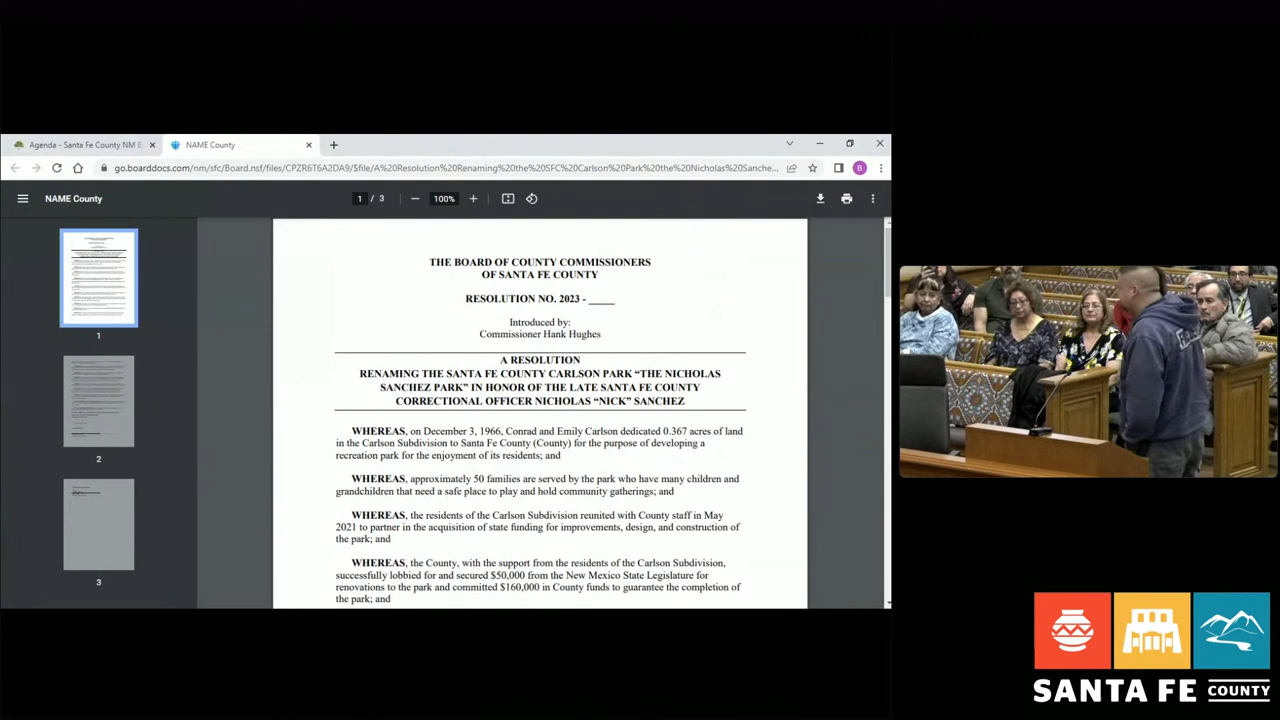 Agenda - Santa Fe County NM B
NAME County
go.boarddocs.com/nm/sfc/Board.nsf/files/CPZR6T6A2DA9/$file/A%20Resolution%20Renaming%20the%20SFC%20Carlson%20Park%20the%20Nicholas%20Sanche...
B
NAME County
1 / 3
100%
1
2
3
THE BOARD OF COUNTY COMMISSIONERS
OF SANTA FE COUNTY
RESOLUTION NO. 2023 - ____
Introduced by:
Commissioner Hank Hughes
A RESOLUTION
RENAMING THE SANTA FE COUNTY CARLSON PARK “THE NICHOLAS
SANCHEZ PARK” IN HONOR OF THE LATE SANTA FE COUNTY
CORRECTIONAL OFFICER NICHOLAS “NICK” SANCHEZ
WHEREAS, on December 3, 1966, Conrad and Emily Carlson dedicated 0.367 acres of land
in the Carlson Subdivision to Santa Fe County (County) for the purpose of developing a
recreation park for the enjoyment of its residents; and
WHEREAS, approximately 50 families are served by the park who have many children and
grandchildren that need a safe place to play and hold community gatherings; and
WHEREAS, the residents of the Carlson Subdivision reunited with County staff in May
2021 to partner in the acquisition of state funding for improvements, design, and construction of
the park; and
WHEREAS, the County, with the support from the residents of the Carlson Subdivision,
successfully lobbied for and secured $50,000 from the New Mexico State Legislature for
renovations to the park and committed $160,000 in County funds to guarantee the completion of
the park; and
SANTA FE COUNTY